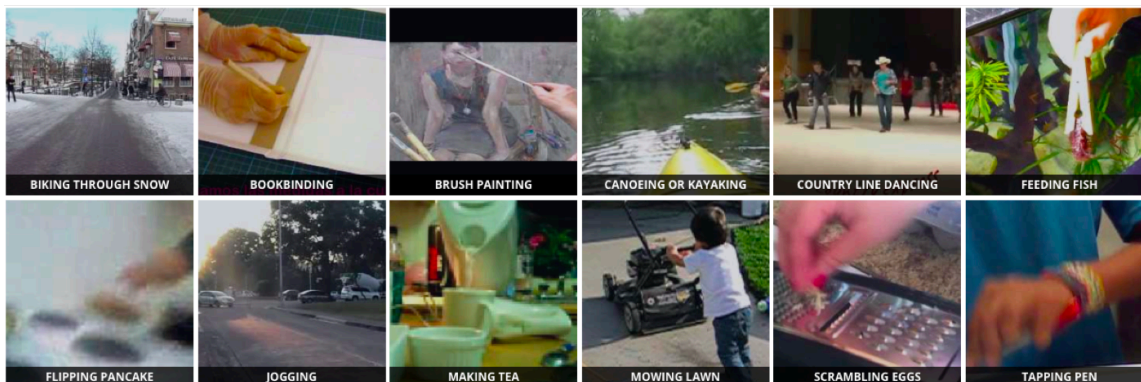 BIKING THROUGH SNOW
BOOKBINDING
BRUSH PAINTING
CANOEING OR KAYAKING
COUNTRY LINE DANCING
FEEDING FISH
FLIPPING PANCAKE
JOGGING
MAKING TEA
MOWING LAWN
SCRAMBLING EGGS
TAPPING PEN